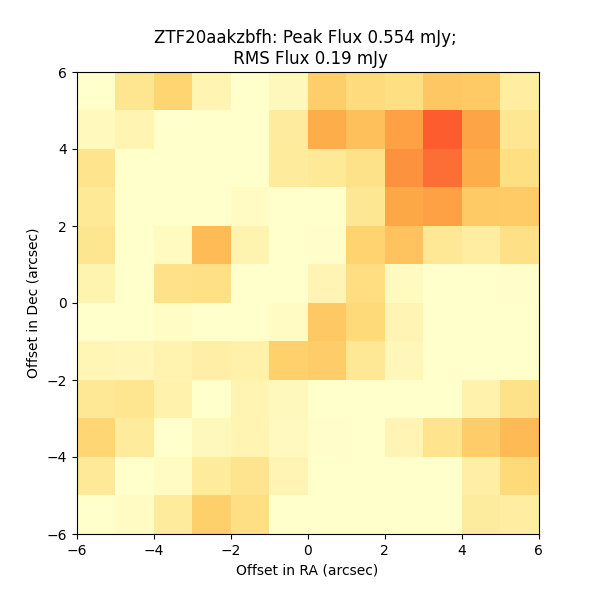 ZTF20aakzbfh: Peak Flux 0.554 mJy;
RMS Flux 0.19 mJy
6
4
2
0
−2
−4
−6
Offset in Dec (arcsec)
−6 −4 −2 0 2 4 6
Offset in RA (arcsec)